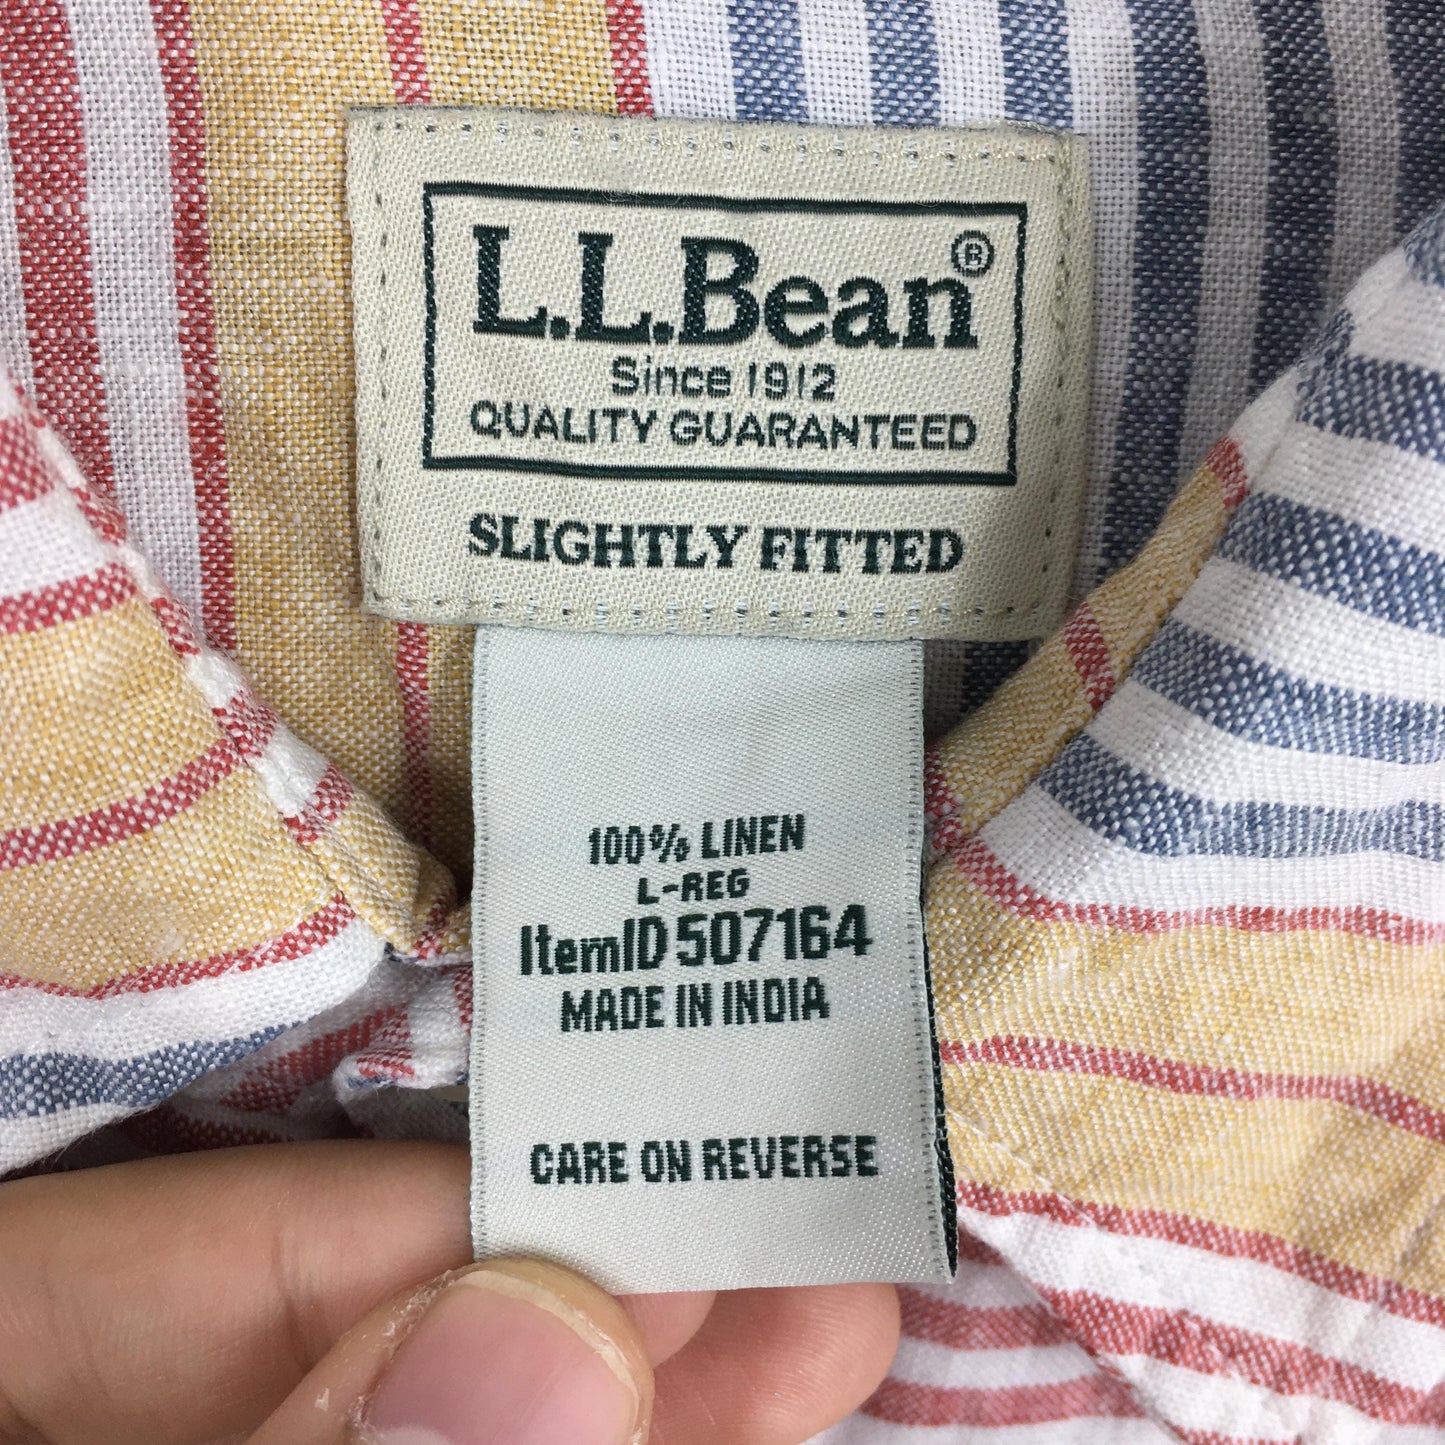 L.L.Bean®
Since 1912
QUALITY GUARANTEED
SLIGHTLY FITTED
100% LINEN
L-REG
ItemID 507164
MADE IN INDIA
CARE ON REVERSE